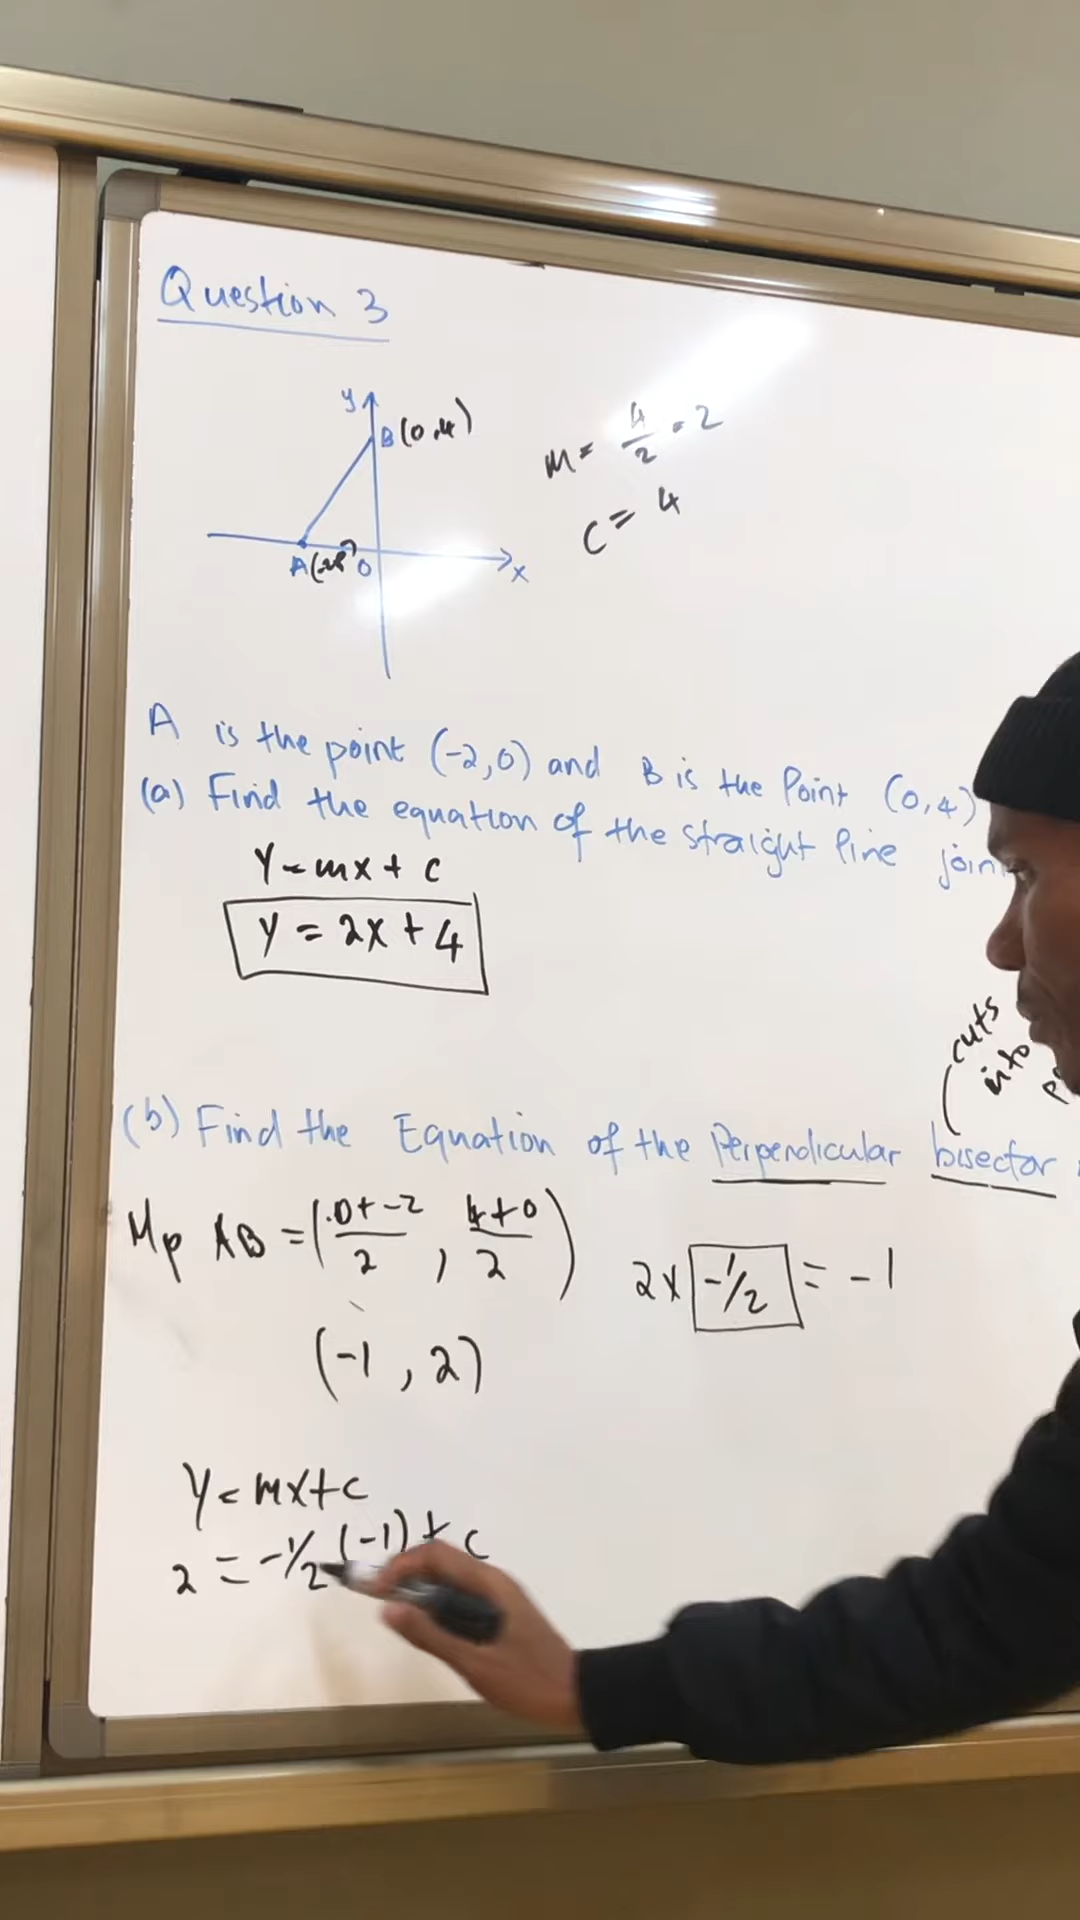 Question 3
y
B(0,4)
m = 4/2 = 2
c = 4
A
O
x
A is the point (-2,0) and B is the Point (0,4)
(a) Find the equation of the straight line join
y = mx + c
y = 2x + 4
cuts
into
(b) Find the Equation of the Perpendicular bisector
Mp AB = (0+-2/2, 4+0/2)
2x -1/2 = -1
(-1, 2)
y = mx+c
2 = -1/2 (-1) + c